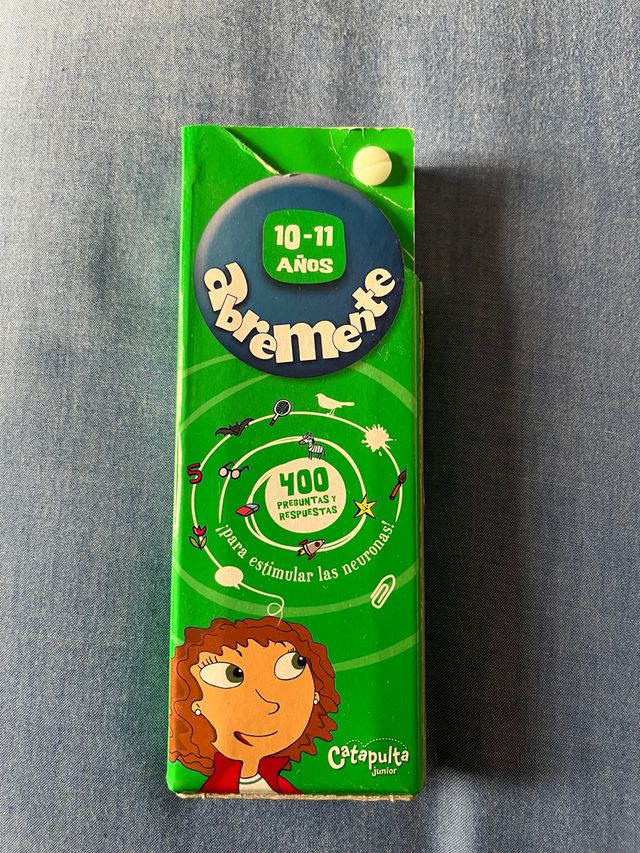 10-11
AÑOS
abremente
5
400
PREGUNTAS Y
RESPUESTAS
¡para estimular las neuronas!
Catapulta
junior